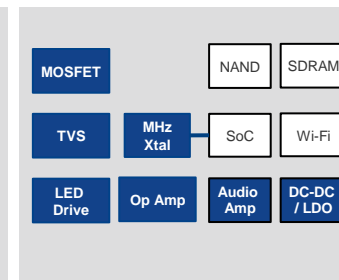 MOSFET
NAND
SDRAM
TVS
MHz
Xtal
SoC
Wi-Fi
LED
Drive
Op Amp
Audio
Amp
DC-DC
/ LDO